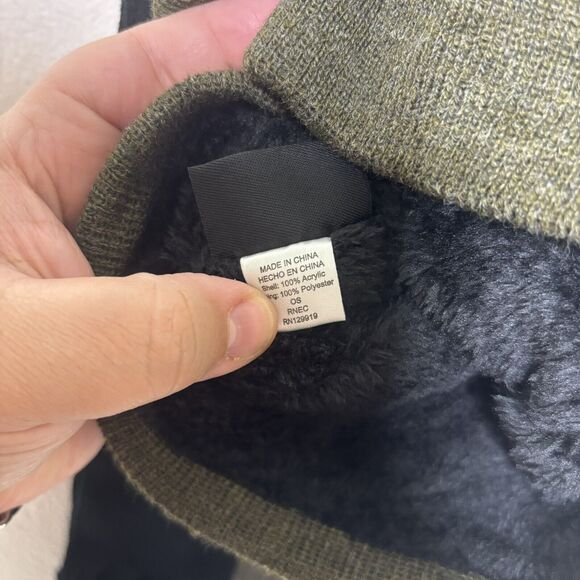 MADE IN CHINA
HECHO EN CHINA
Shell: 100% Acrylic
100% Polyester
OS
RNEC
RN129919